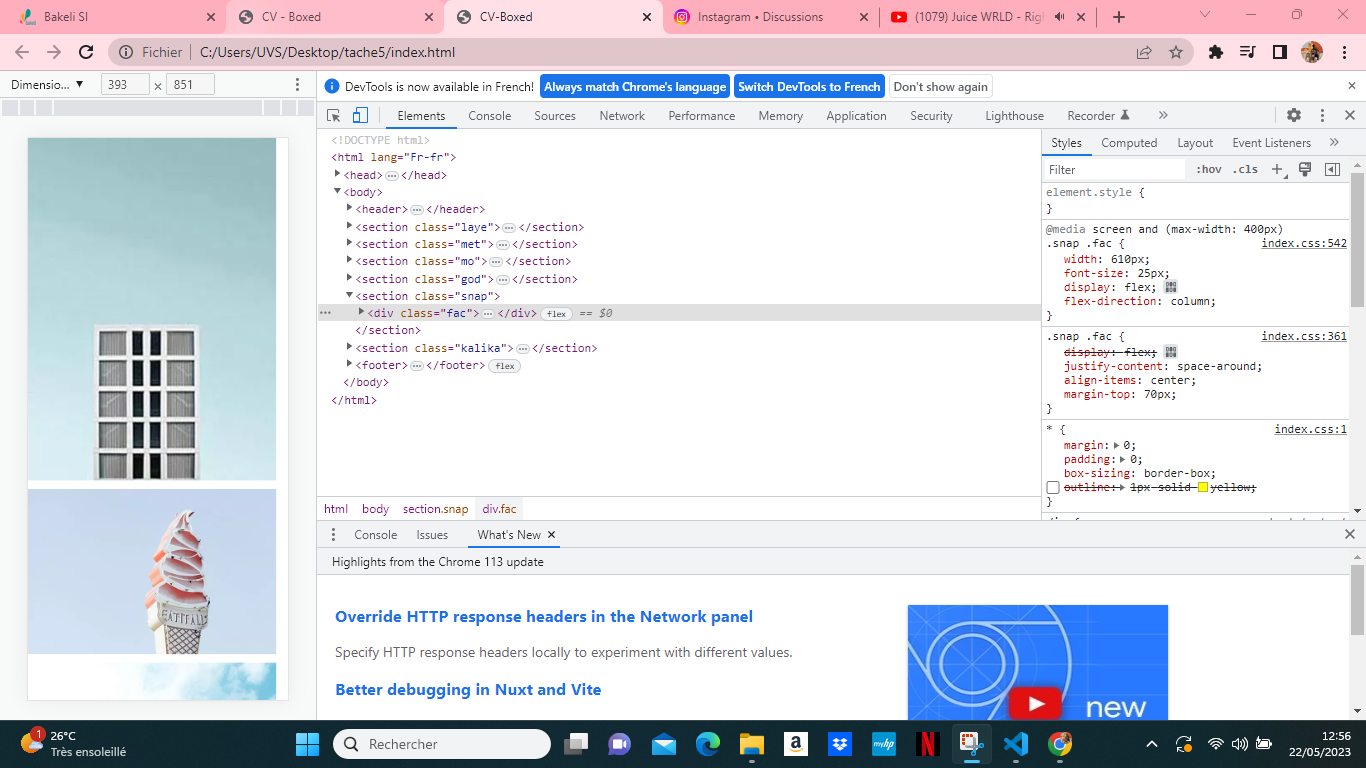 Bakeli SI
CV - Boxed
CV-Boxed
Instagram • Discussions
(1079) Juice WRLD - Righ
Fichier
C:/Users/UVS/Desktop/tache5/index.html
Dimensio... ▼ 393 × 851
DevTools is now available in French! Always match Chrome's language Switch DevTools to French Don't show again
Elements Console Sources Network Performance Memory Application Security Lighthouse Recorder
<!DOCTYPE html>
<html lang="Fr-fr">
<head>…</head>
<body>
<header>…</header>
<section class="laye">…</section>
<section class="met">…</section>
<section class="mo">…</section>
<section class="god">…</section>
<section class="snap">
<div class="fac">…</div> flex == $0
</section>
<section class="kalika">…</section>
<footer>…</footer> flex
</body>
</html>
html body section.snap div.fac
Styles Computed Layout Event Listeners
Filter :hov .cls
element.style {
}
@media screen and (max-width: 400px)
.snap .fac { index.css:542
width: 610px;
font-size: 25px;
display: flex;
flex-direction: column;
}
.snap .fac { index.css:361
display: flex;
justify-content: space-around;
align-items: center;
margin-top: 70px;
}
* { index.css:1
margin: 0;
padding: 0;
box-sizing: border-box;
outline: 1px solid yellow;
}
EATITALY
Console Issues What's New
Highlights from the Chrome 113 update
Override HTTP response headers in the Network panel
Specify HTTP response headers locally to experiment with different values.
Better debugging in Nuxt and Vite
new
1
26°C
Très ensoleillé
Rechercher
a
myhp
N
12:56
22/05/2023